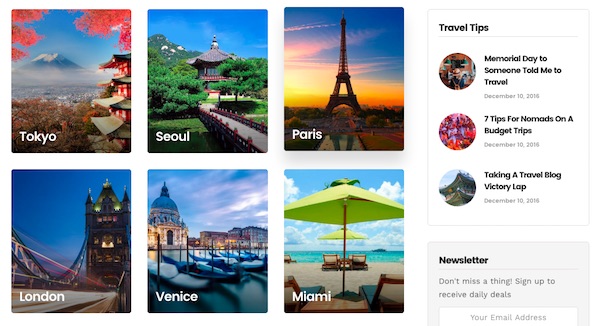 Tokyo
Seoul
Paris
London
Venice
Miami
Travel Tips
Memorial Day to
Someone Told Me to
Travel
December 10, 2016
7 Tips For Nomads On A
Budget Trips
December 10, 2016
Taking A Travel Blog
Victory Lap
December 10, 2016
Newsletter
Don't miss a thing! Sign up to
receive daily deals
Your Email Address